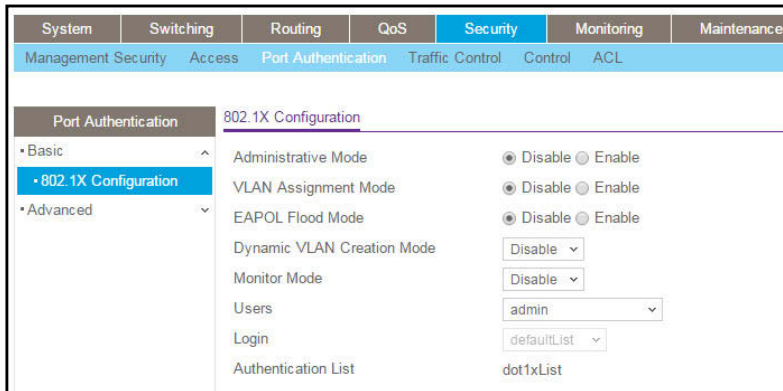 System Switching Routing QoS Security Monitoring Maintenance
Management Security Access Port Authentication Traffic Control Control ACL
Port Authentication
Basic
802.1X Configuration
Advanced
802.1X Configuration
Administrative Mode Disable Enable
VLAN Assignment Mode Disable Enable
EAPOL Flood Mode Disable Enable
Dynamic VLAN Creation Mode Disable
Monitor Mode Disable
Users admin
Login defaultList
Authentication List dot1xList